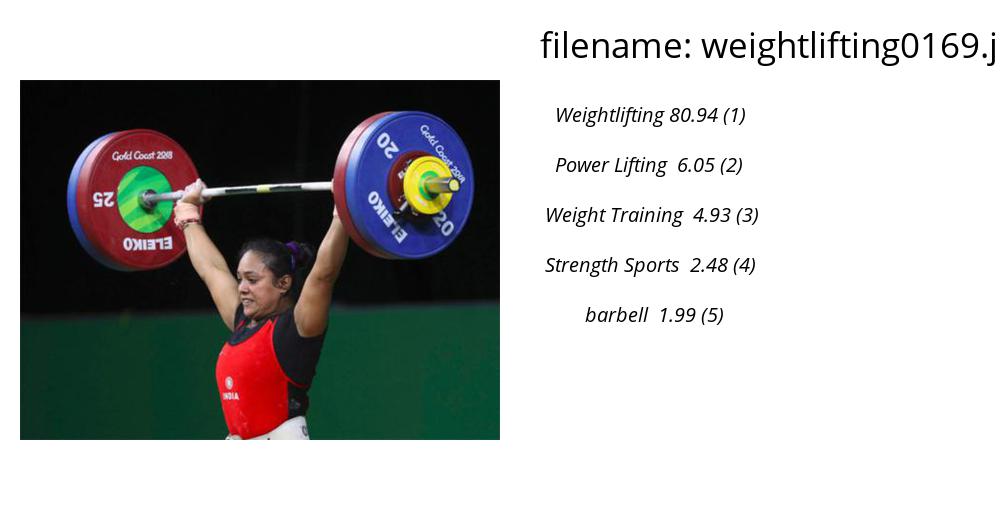 filename: weightlifting0169.j
Weightlifting 80.94 (1)
Power Lifting 6.05 (2)
Weight Training 4.93 (3)
Strength Sports 2.48 (4)
barbell 1.99 (5)
Gold Coast 2018
25
ELEIKO
20
Gold Coast 2018
ELEIKO
20
INDIA